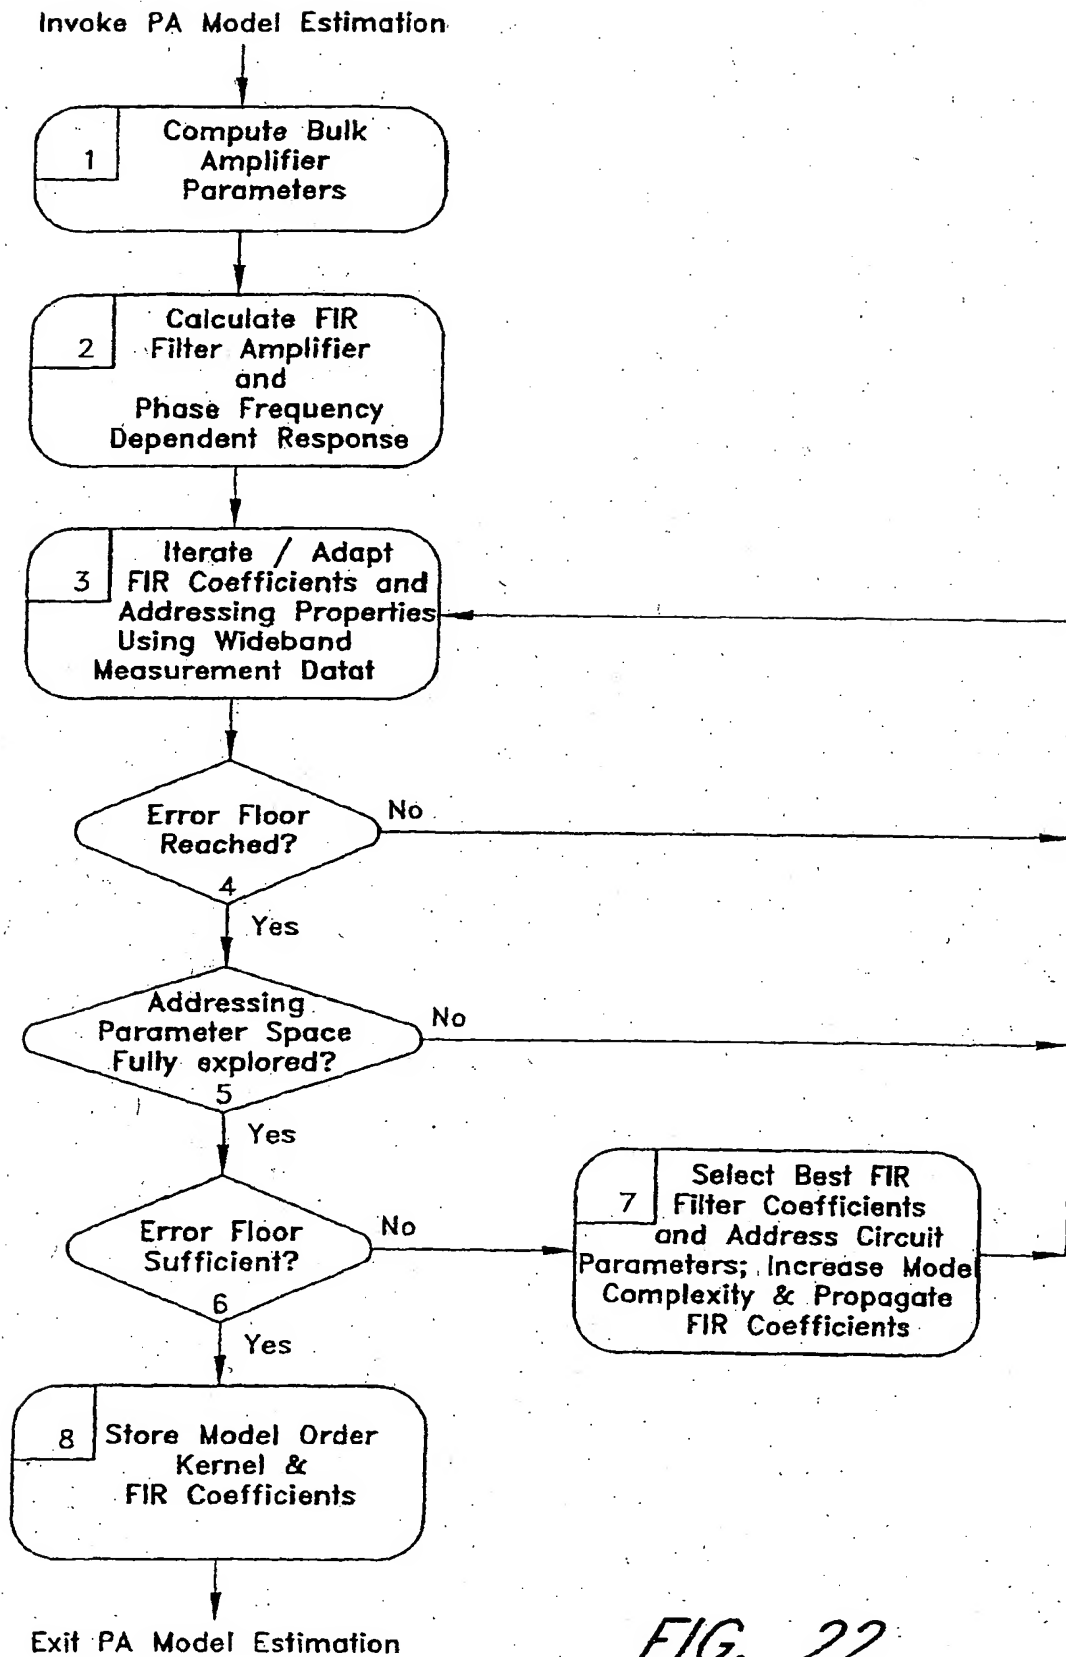 Invoke PA Model Estimation
1
Compute Bulk
Amplifier
Parameters
2
Calculate FIR
Filter Amplifier
and
Phase Frequency
Dependent Response
3
Iterate / Adapt
FIR Coefficients and
Addressing Properties
Using Wideband
Measurement Datat
Error Floor
Reached?
4
No
Yes
Addressing
Parameter Space
Fully explored?
5
No
Yes
Error Floor
Sufficient?
6
No
Yes
7
Select Best FIR
Filter Coefficients
and Address Circuit
Parameters; Increase Model
Complexity & Propagate
FIR Coefficients
8
Store Model Order
Kernel &
FIR Coefficients
Exit PA Model Estimation
FIG. 22